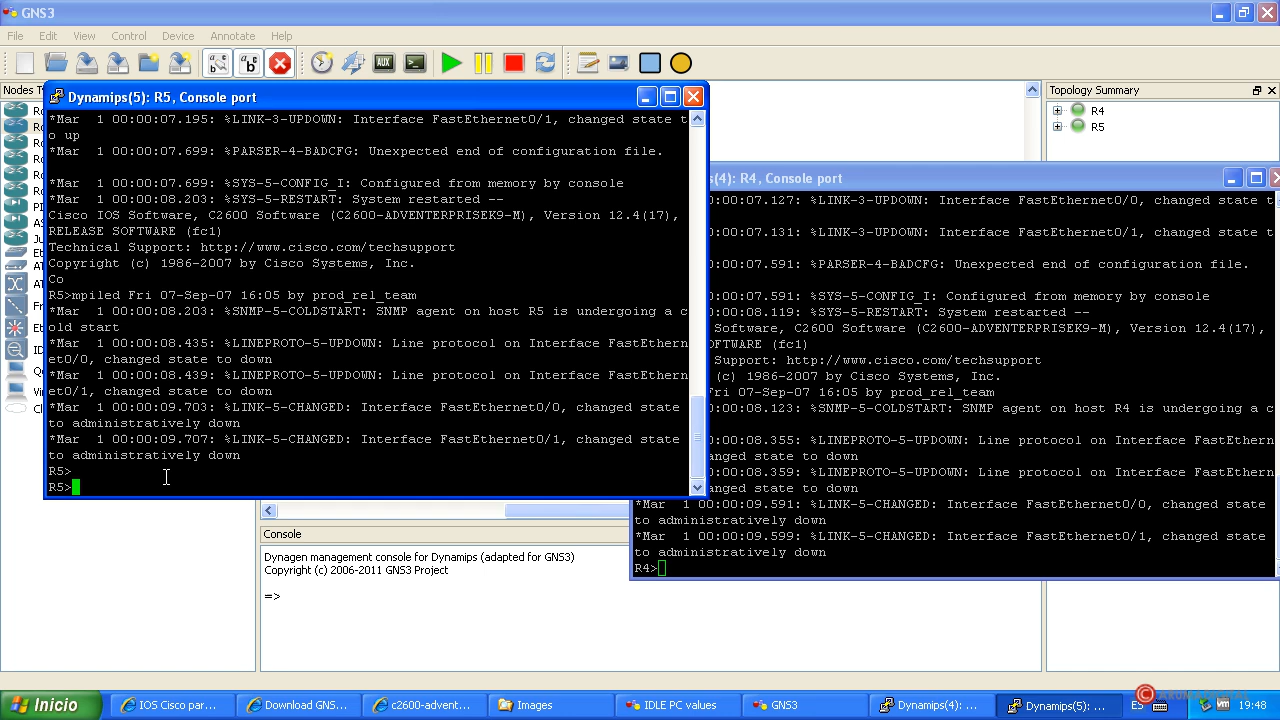 GNS3
File Edit View Control Device Annotate Help
Nodes T
Dynamips(5): R5, Console port
*Mar  1 00:00:07.195: %LINK-3-UPDOWN: Interface FastEthernet0/1, changed state t
o up
*Mar  1 00:00:07.699: %PARSER-4-BADCFG: Unexpected end of configuration file.
*Mar  1 00:00:07.699: %SYS-5-CONFIG_I: Configured from memory by console
*Mar  1 00:00:08.203: %SYS-5-RESTART: System restarted --
Cisco IOS Software, C2600 Software (C2600-ADVENTERPRISEK9-M), Version 12.4(17),
RELEASE SOFTWARE (fc1)
Technical Support: http://www.cisco.com/techsupport
Copyright (c) 1986-2007 by Cisco Systems, Inc.
Co
R5>mpiled Fri 07-Sep-07 16:05 by prod_rel_team
*Mar  1 00:00:08.203: %SNMP-5-COLDSTART: SNMP agent on host R5 is undergoing a c
old start
*Mar  1 00:00:08.435: %LINEPROTO-5-UPDOWN: Line protocol on Interface FastEthern
et0/0, changed state to down
*Mar  1 00:00:08.439: %LINEPROTO-5-UPDOWN: Line protocol on Interface FastEthern
et0/1, changed state to down
*Mar  1 00:00:09.703: %LINK-5-CHANGED: Interface FastEthernet0/0, changed state
to administratively down
*Mar  1 00:00:09.707: %LINK-5-CHANGED: Interface FastEthernet0/1, changed state
to administratively down
R5>
R5>
Topology Summary
R4
R5
s(4): R4, Console port
0:07.127: %LINK-3-UPDOWN: Interface FastEthernet0/0, changed state t
0:07.131: %LINK-3-UPDOWN: Interface FastEthernet0/1, changed state t
0:07.591: %PARSER-4-BADCFG: Unexpected end of configuration file.
0:07.591: %SYS-5-CONFIG_I: Configured from memory by console
0:08.119: %SYS-5-RESTART: System restarted --
Software, C2600 Software (C2600-ADVENTERPRISEK9-M), Version 12.4(17),
OFTWARE (fc1)
Support: http://www.cisco.com/techsupport
(c) 1986-2007 by Cisco Systems, Inc.
Fri 07-Sep-07 16:05 by prod_rel_team
0:08.123: %SNMP-5-COLDSTART: SNMP agent on host R4 is undergoing a c
0:08.355: %LINEPROTO-5-UPDOWN: Line protocol on Interface FastEthern
anged state to down
0:08.359: %LINEPROTO-5-UPDOWN: Line protocol on Interface FastEthern
anged state to down
*Mar  1 00:00:09.591: %LINK-5-CHANGED: Interface FastEthernet0/0, changed state
to administratively down
*Mar  1 00:00:09.599: %LINK-5-CHANGED: Interface FastEthernet0/1, changed state
to administratively down
R4>
Console
Dynagen management console for Dynamips (adapted for GNS3)
Copyright (c) 2006-2011 GNS3 Project
=>
Inicio
IOS Cisco par...
Download GNS...
c2600-advent...
Images
IDLE PC values
GNS3
Dynamips(4): ...
Dynamips(5): ...
ES
19:48